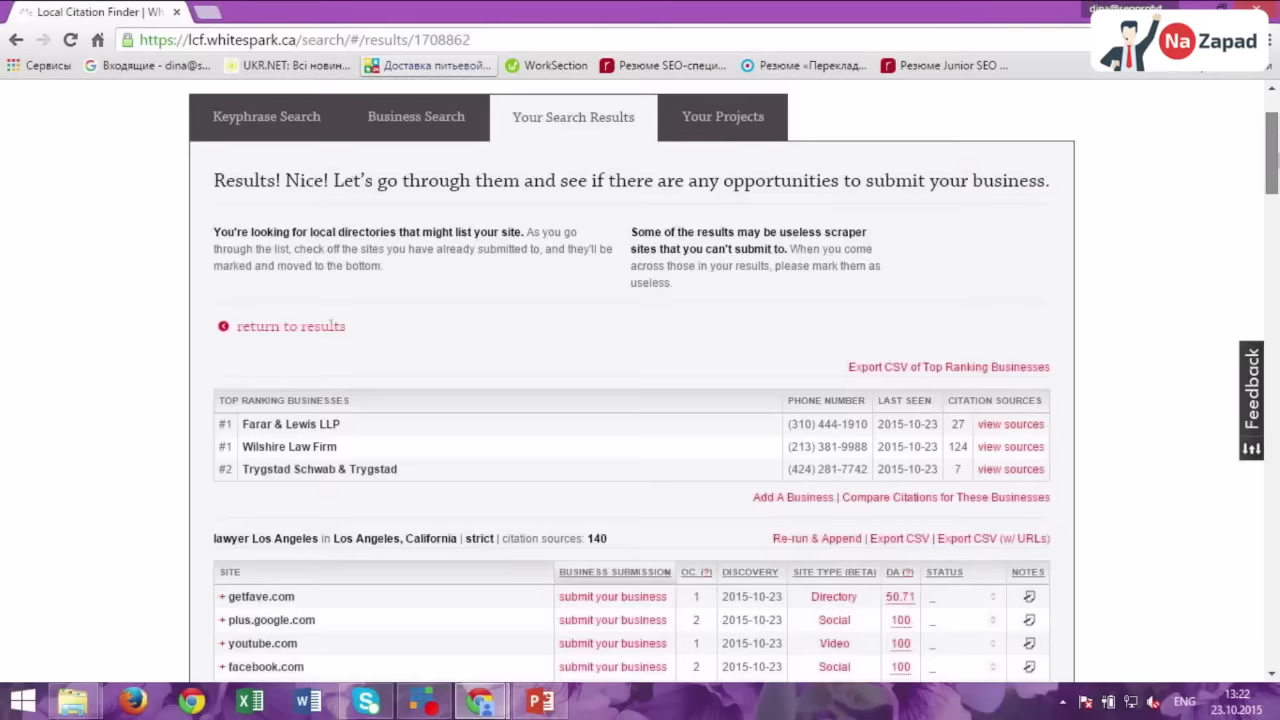 Local Citation Finder | Wh
Na Zapad
https://lcf.whitespark.ca/search/#/results/1708862
Сервисы Входящие - dina@s... UKR.NET: Всі новин... Доставка питьевой... WorkSection Резюме SEO-специ... Резюме «Переклад... Резюме Junior SEO ...
Keyphrase Search Business Search Your Search Results Your Projects
Results! Nice! Let's go through them and see if there are any opportunities to submit your business.
You're looking for local directories that might list your site. As you go
through the list, check off the sites you have already submitted to, and they'll be
marked and moved to the bottom.
Some of the results may be useless scraper
sites that you can't submit to. When you come
across those in your results, please mark them as
useless.
return to results
Export CSV of Top Ranking Businesses
TOP RANKING BUSINESSES PHONE NUMBER LAST SEEN CITATION SOURCES
#1 Farar & Lewis LLP (310) 444-1910 2015-10-23 27 view sources
#1 Wilshire Law Firm (213) 381-9988 2015-10-23 124 view sources
#2 Trygstad Schwab & Trygstad (424) 281-7742 2015-10-23 7 view sources
Add A Business | Compare Citations for These Businesses
lawyer Los Angeles in Los Angeles, California | strict | citation sources: 140
Re-run & Append | Export CSV | Export CSV (w/ URLs)
SITE BUSINESS SUBMISSION OC. (?) DISCOVERY SITE TYPE (BETA) DA (?) STATUS NOTES
+ getfave.com submit your business 1 2015-10-23 Directory 50.71 _
+ plus.google.com submit your business 2 2015-10-23 Social 100 _
+ youtube.com submit your business 1 2015-10-23 Video 100 _
+ facebook.com submit your business 2 2015-10-23 Social 100 _
Feedback
ENG
13:22
23.10.2015